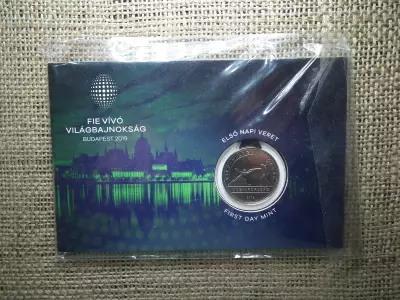 FIE VÍVÓ
VILÁGBAJNOKSÁG
BUDAPEST 2019
ELSŐ NAPI VERET
FIRST DAY MINT